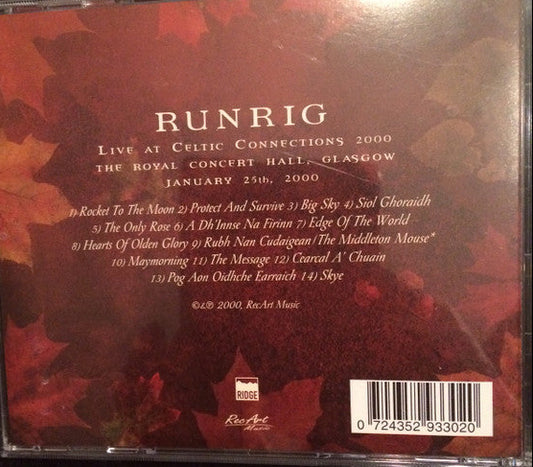 RUNRIG
LIVE AT CELTIC CONNECTIONS 2000
THE ROYAL CONCERT HALL, GLASGOW
JANUARY 25th, 2000
1) Rocket To The Moon 2) Protect And Survive 3) Big Sky 4) Siol Ghoraidh
5) The Only Rose 6) A Dh'Innse Na Firinn 7) Edge Of The World
8) Hearts Of Olden Glory 9) Rubh Nan Cudaigean/The Middleton Mouse*
10) Maymorning 11) The Message 12) Cearcal A' Chuain
13) Pog Aon Oidhche Earraich 14) Skye
©&℗ 2000, RecArt Music
RIDGE
RecArt
Music
0 724352 933020